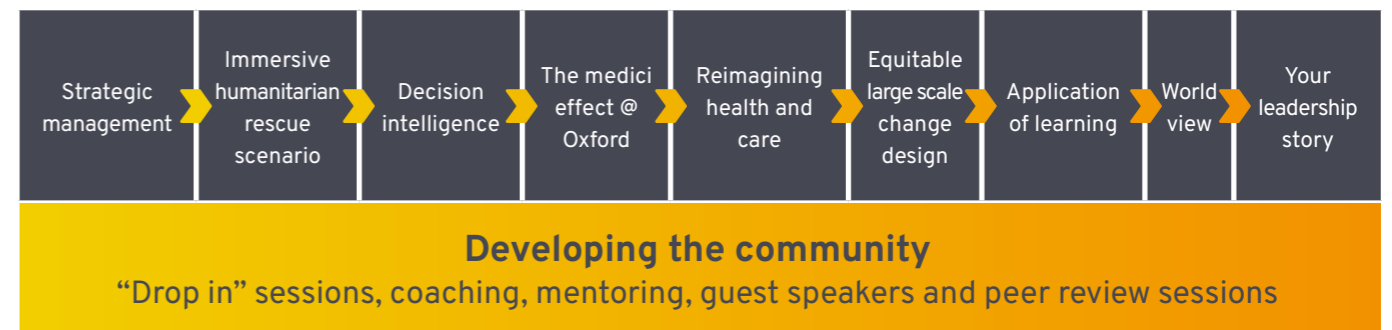 Strategic
management
Immersive
humanitarian
rescue
scenario
Decision
intelligence
The medici
effect @
Oxford
Reimagining
health and
care
Equitable
large scale
change
design
Application
of learning
World
view
Your
leadership
story
Developing the community
“Drop in” sessions, coaching, mentoring, guest speakers and peer review sessions